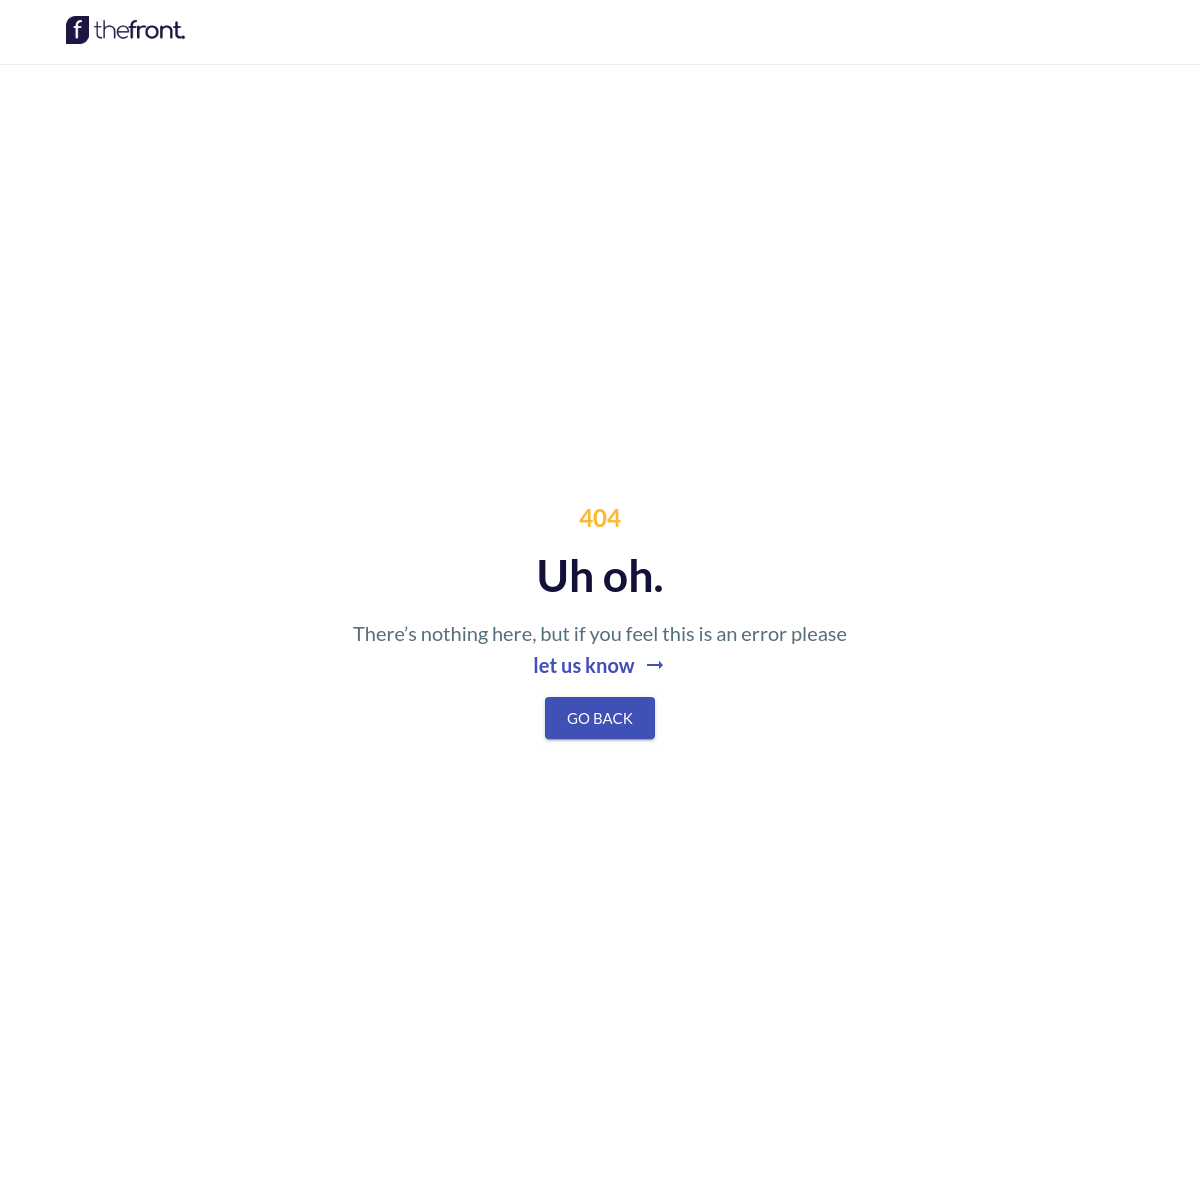 f thefront.
404
Uh oh.
There’s nothing here, but if you feel this is an error please
let us know →
GO BACK